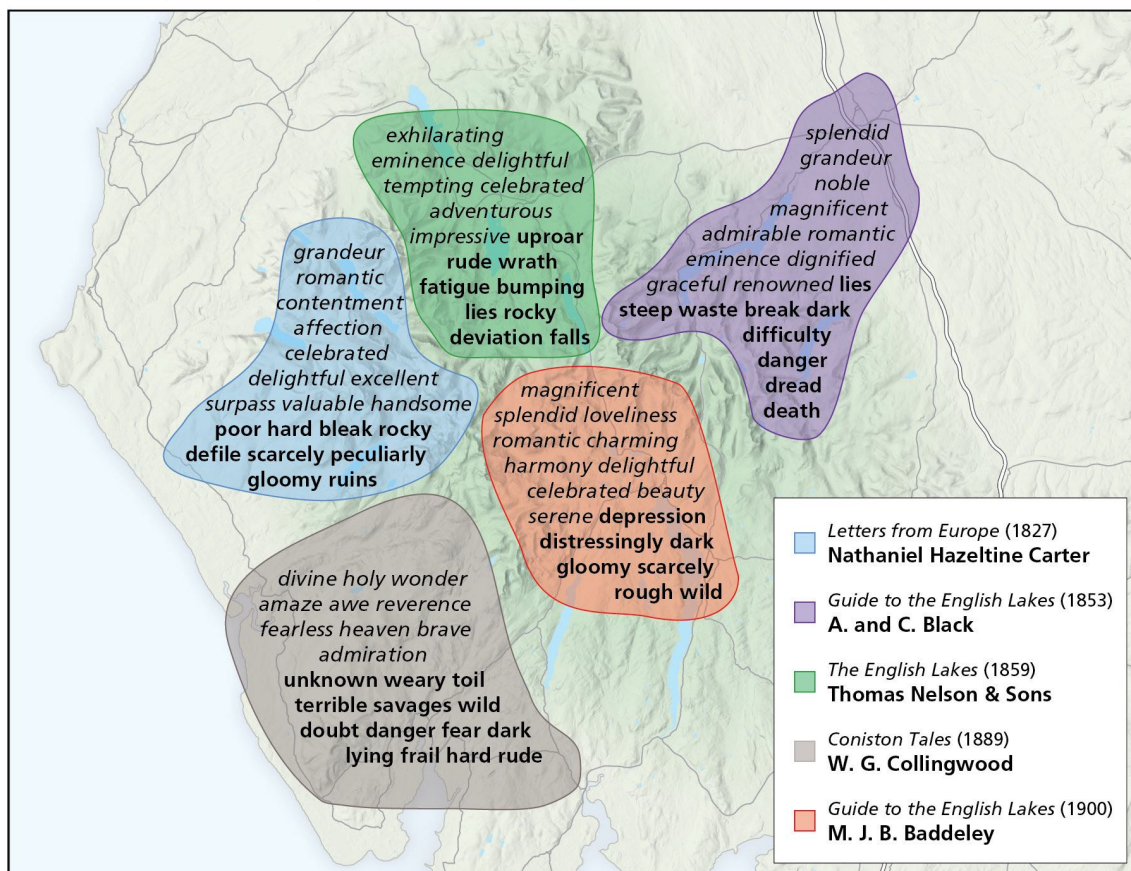 exhilarating
eminence delightful
tempting celebrated
adventurous
impressive uproar
rude wrath
fatigue bumping
lies rocky
deviation falls
splendid
grandeur
noble
magnificent
admirable romantic
eminence dignified
graceful renowned lies
steep waste break dark
difficulty
danger
dread
death
grandeur
romantic
contentment
affection
celebrated
delightful excellent
surpass valuable handsome
poor hard bleak rocky
defile scarcely peculiarly
gloomy ruins
magnificent
splendid loveliness
romantic charming
harmony delightful
celebrated beauty
serene depression
distressingly dark
gloomy scarcely
rough wild
divine holy wonder
amaze awe reverence
fearless heaven brave
admiration
unknown weary toil
terrible savages wild
doubt danger fear dark
lying frail hard rude
Letters from Europe (1827)
Nathaniel Hazeltine Carter
Guide to the English Lakes (1853)
A. and C. Black
The English Lakes (1859)
Thomas Nelson & Sons
Coniston Tales (1889)
W. G. Collingwood
Guide to the English Lakes (1900)
M. J. B. Baddeley